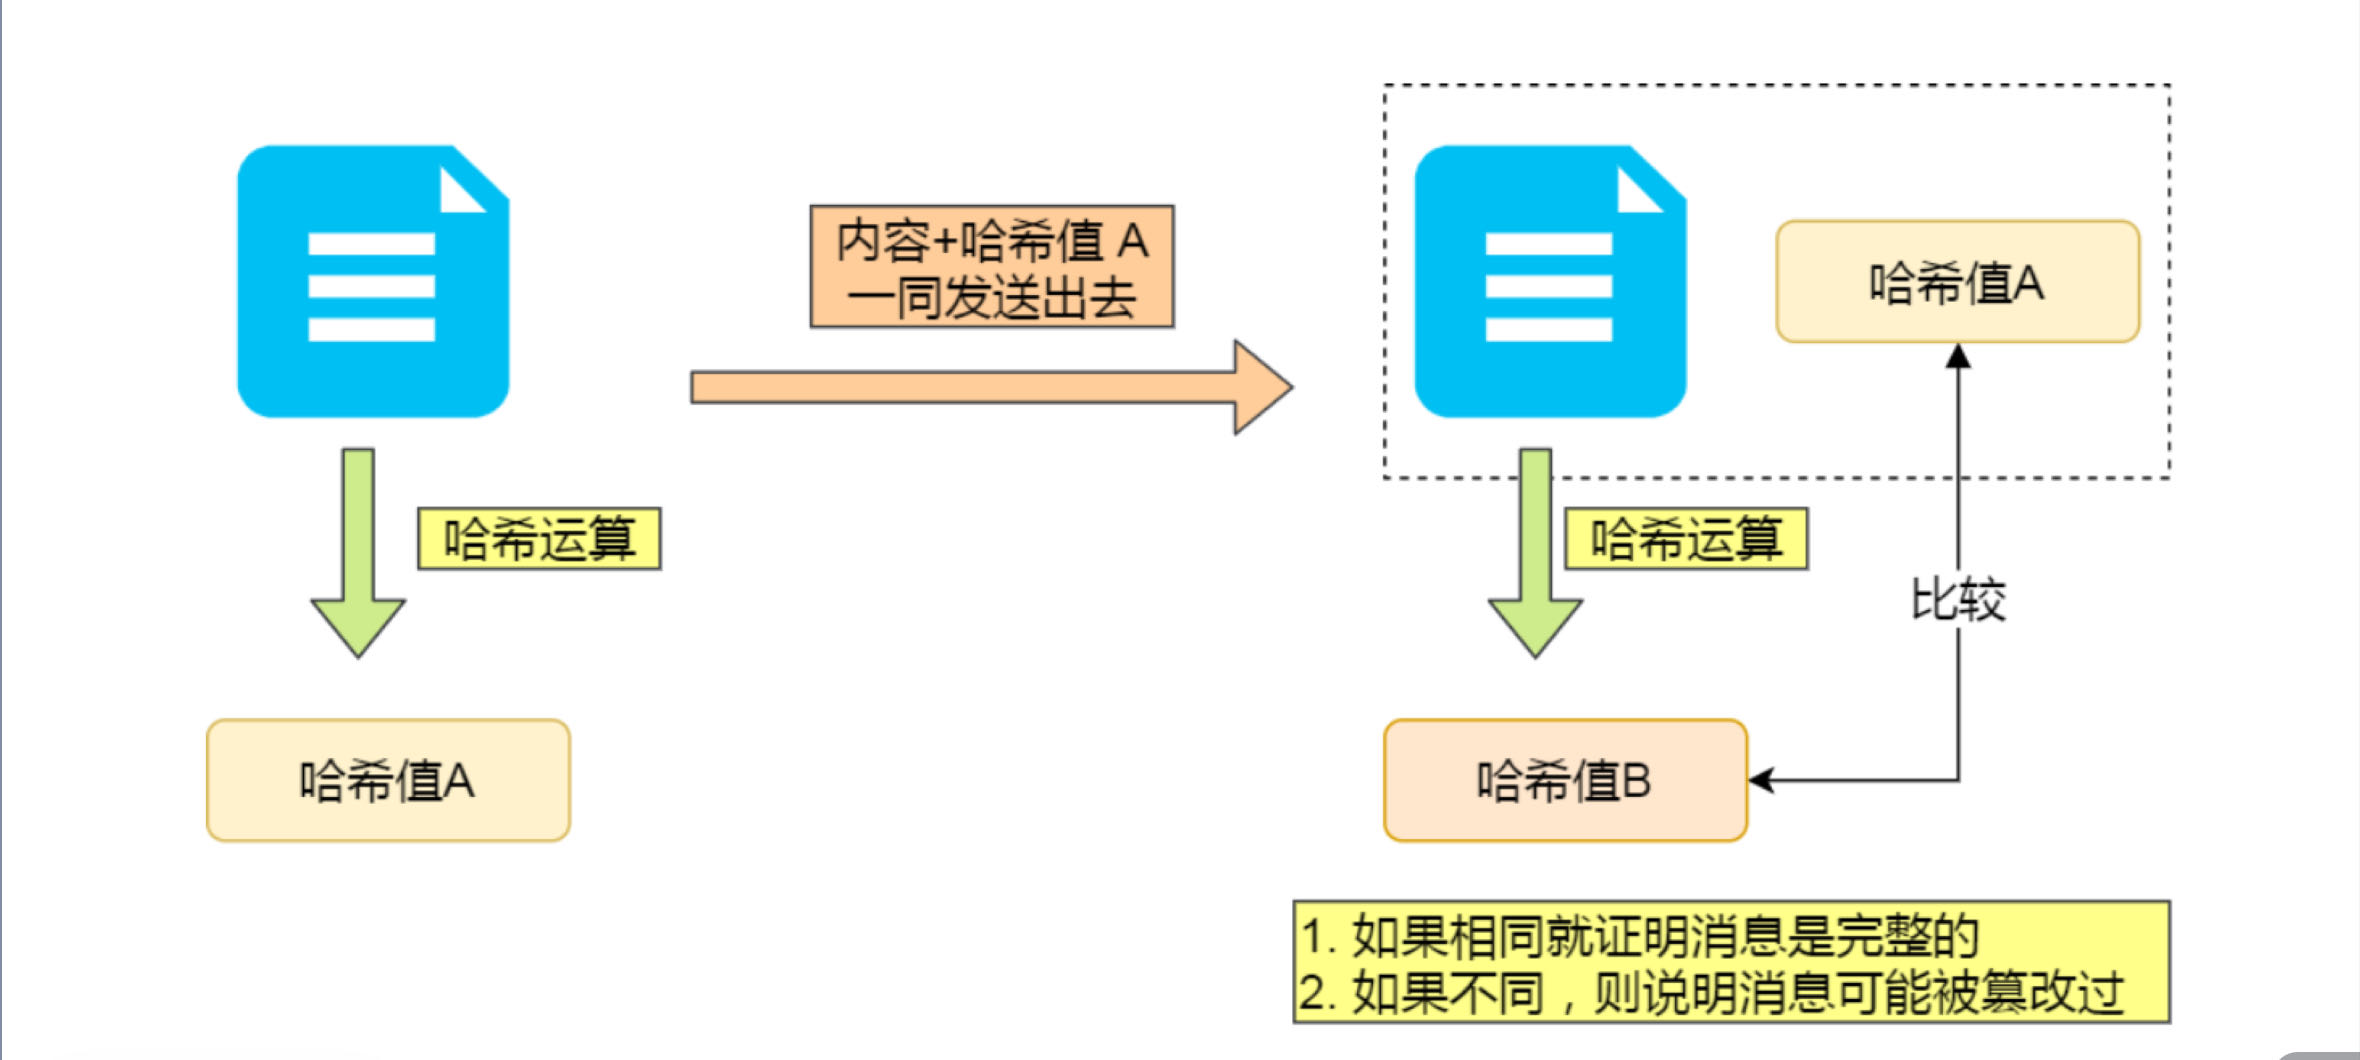 内容+哈希值 A
一同发送出去
哈希值A
哈希运算
哈希运算
比较
哈希值A
哈希值B
1. 如果相同就证明消息是完整的
2. 如果不同，则说明消息可能被篡改过